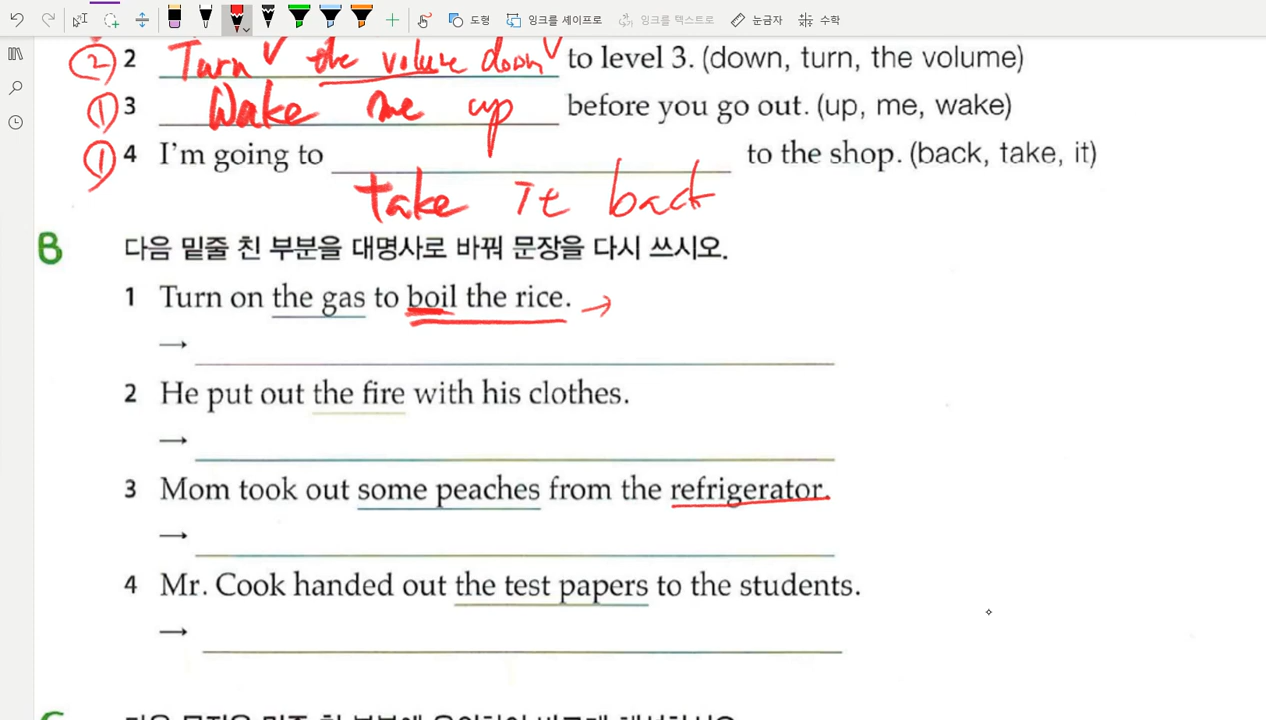 도형 잉크를 셰이프로 잉크를 텍스트로 눈금자 수학
② 2 Turn the volume down to level 3. (down, turn, the volume)
① 3 Wake me up before you go out. (up, me, wake)
① 4 I'm going to to the shop. (back, take, it)
take it back
B 다음 밑줄 친 부분을 대명사로 바꿔 문장을 다시 쓰시오.
1 Turn on the gas to boil the rice. →
→
2 He put out the fire with his clothes.
→
3 Mom took out some peaches from the refrigerator.
→
4 Mr. Cook handed out the test papers to the students.
→